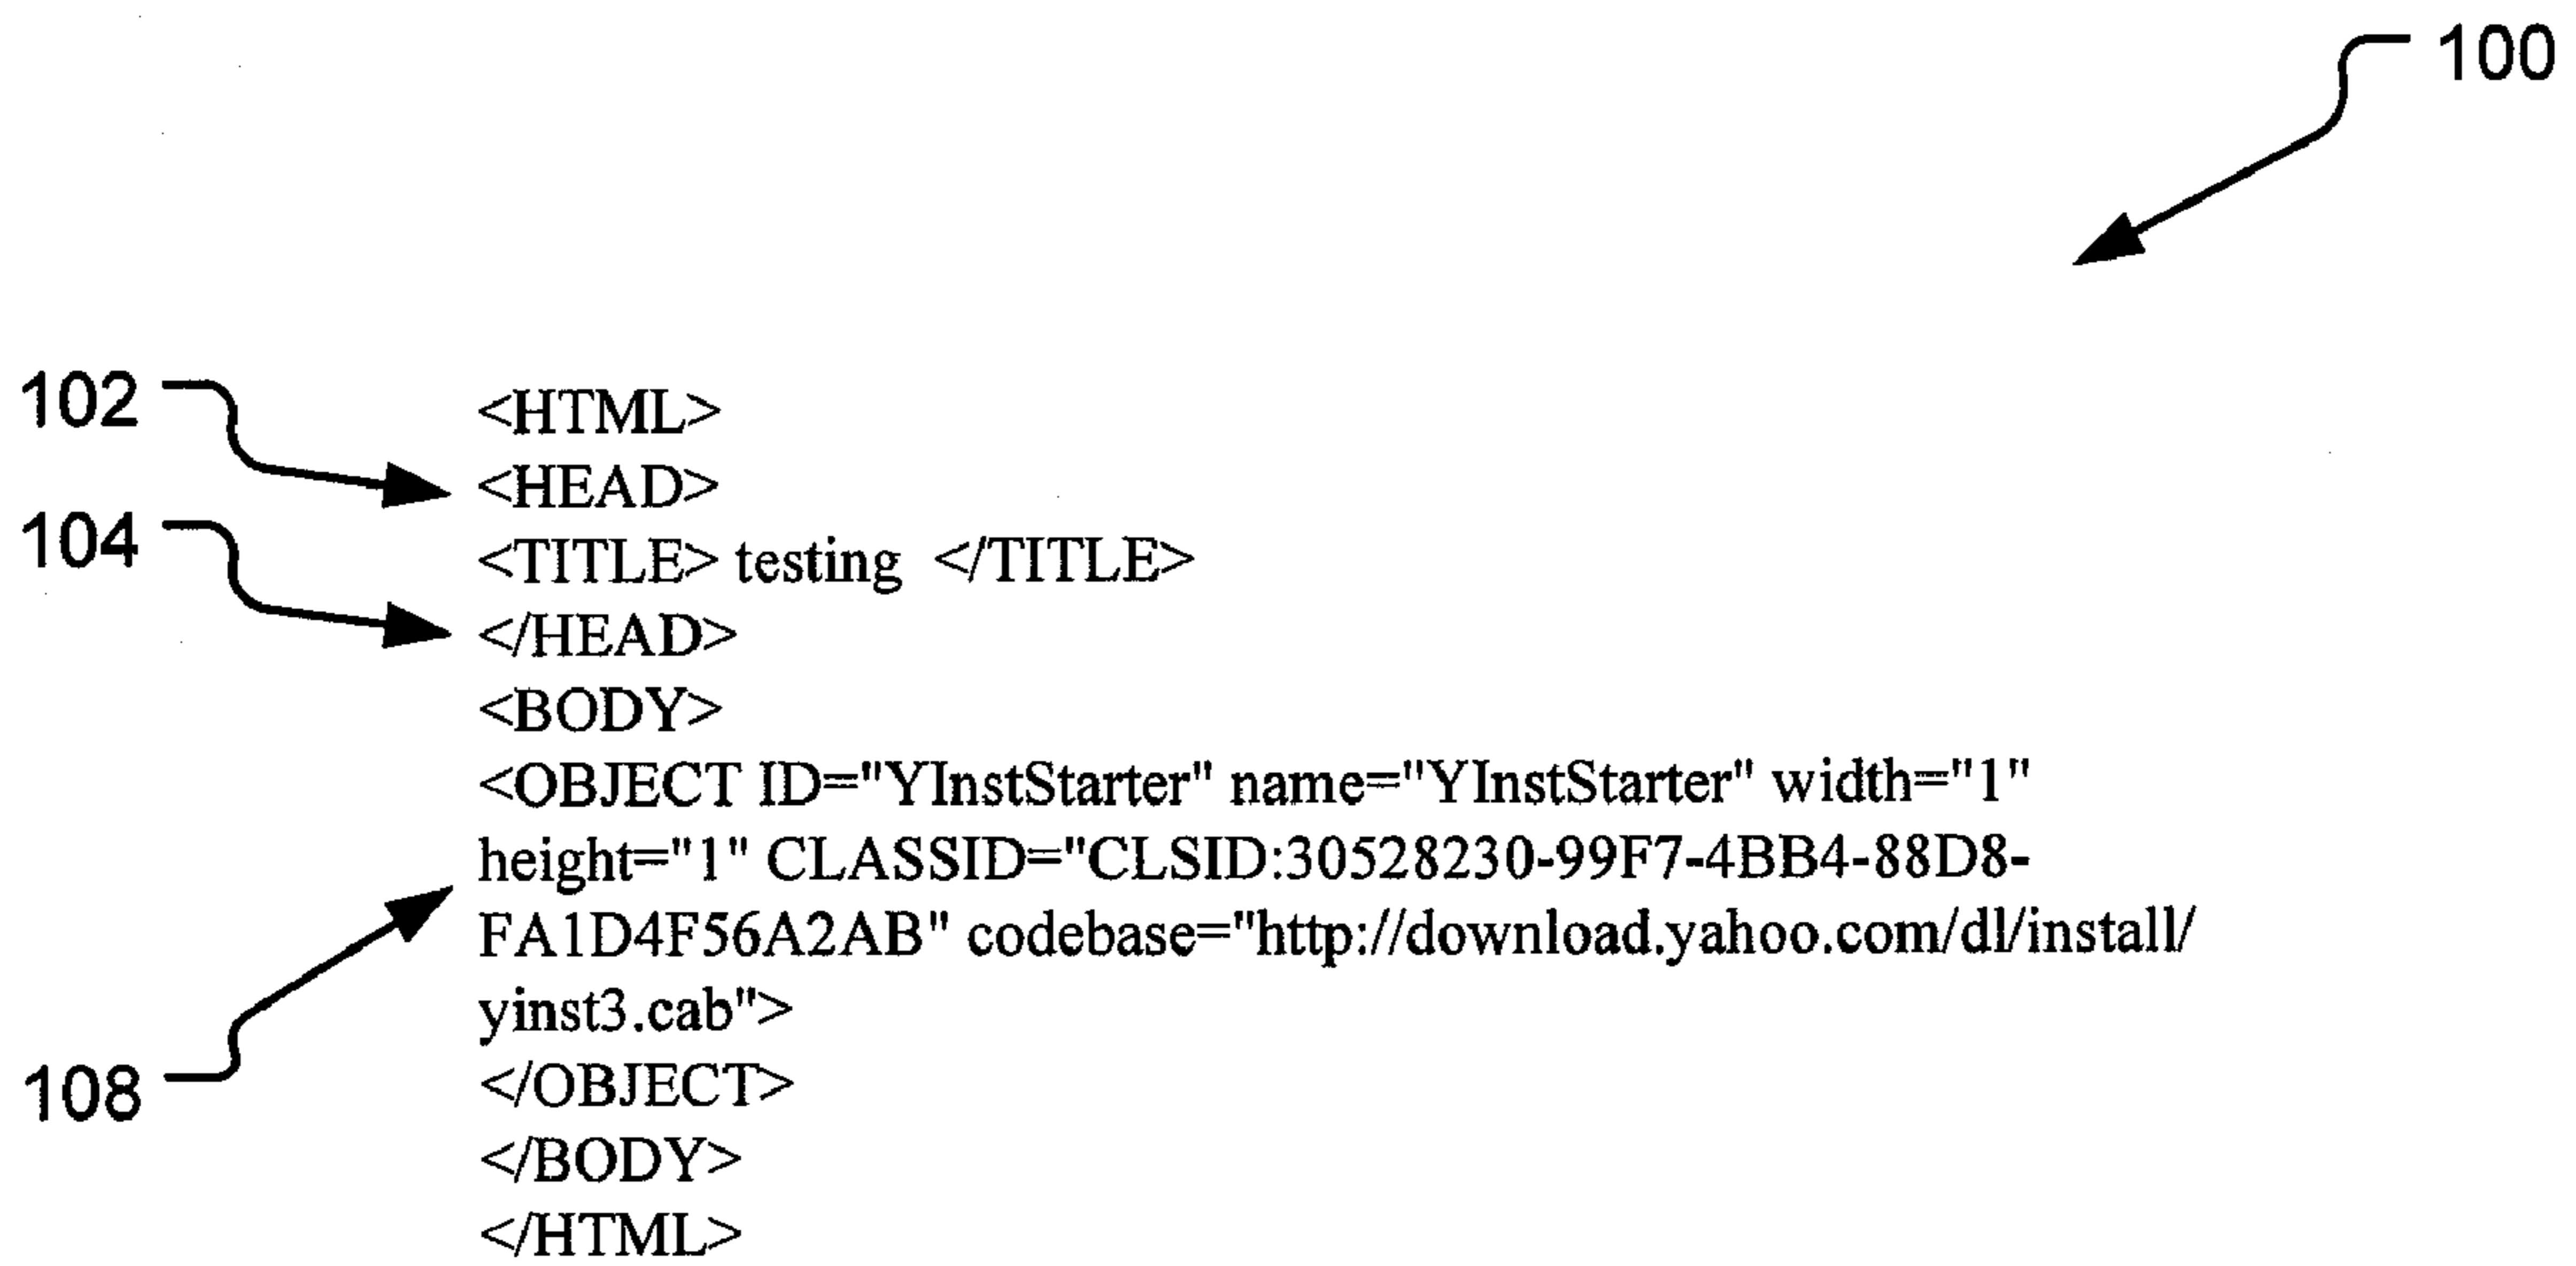 100
102
<HTML>
<HEAD>
104
<TITLE> testing </TITLE>
</HEAD>
<BODY>
<OBJECT ID="YInstStarter" name="YInstStarter" width="1"
height="1" CLASSID="CLSID:30528230-99F7-4BB4-88D8-
FA1D4F56A2AB" codebase="http://download.yahoo.com/dl/install/
yinst3.cab">
108
</OBJECT>
</BODY>
</HTML>